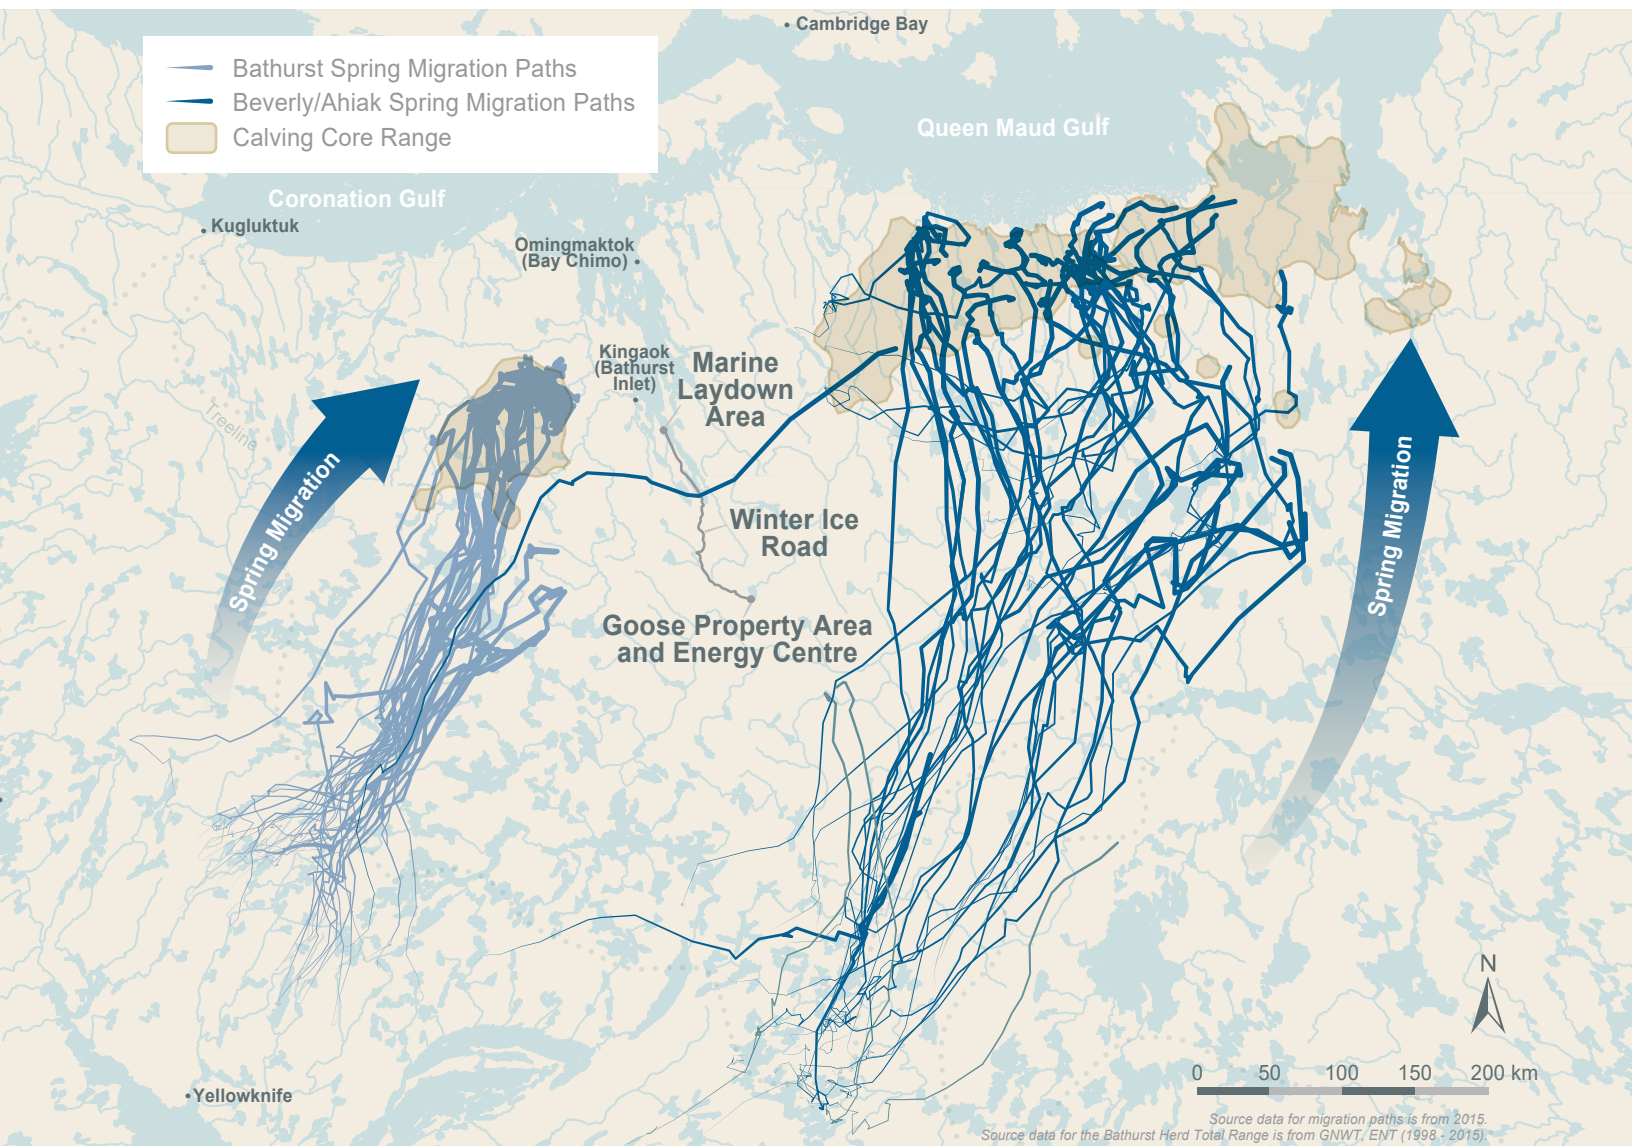 Cambridge Bay
Bathurst Spring Migration Paths
Beverly/Ahiak Spring Migration Paths
Calving Core Range
Queen Maud Gulf
Coronation Gulf
Kugluktuk
Omingmaktok
(Bay Chimo)
Kingaok
(Bathurst
Inlet)
Marine
Laydown
Area
Treeline
Spring Migration
Spring Migration
Winter Ice
Road
Goose Property Area
and Energy Centre
N
0 50 100 150 200 km
Yellowknife
Source data for migration paths is from 2015.
Source data for the Bathurst Herd Total Range is from GNWT, ENT (1998 - 2015).